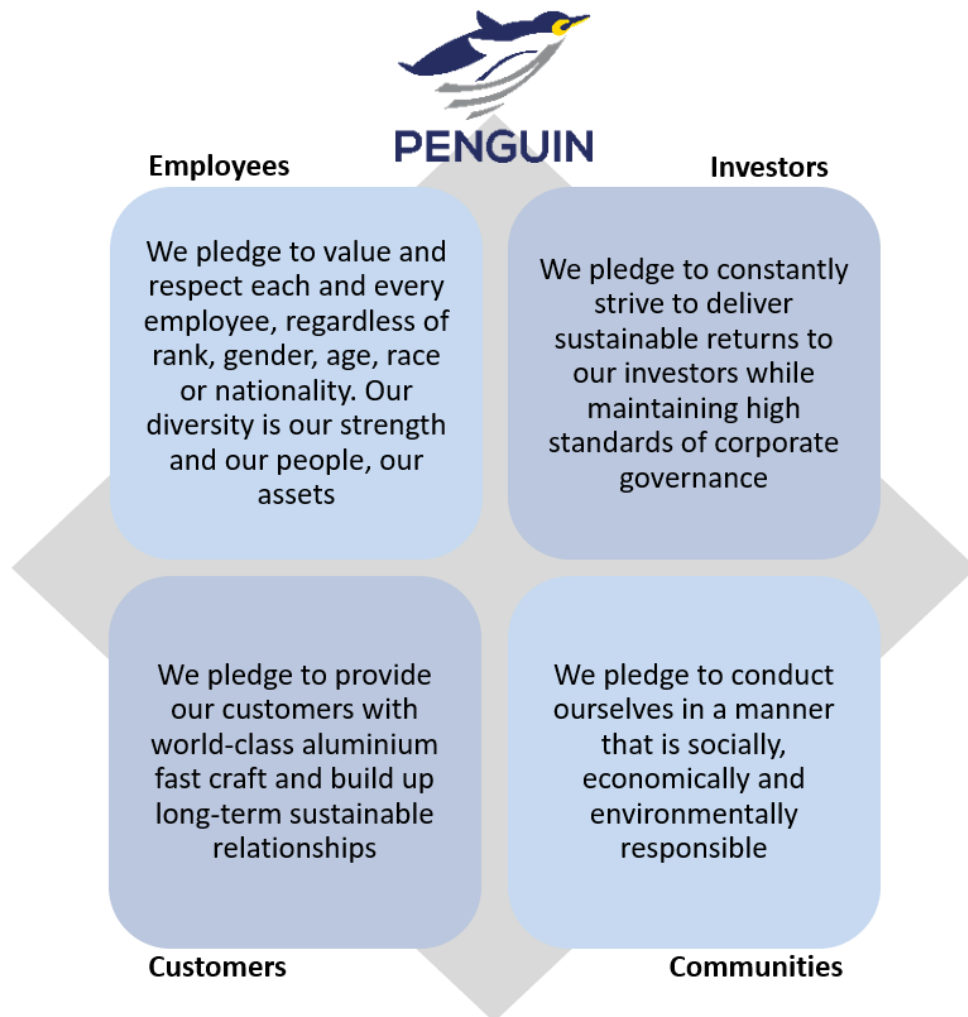 PENGUIN
Employees
We pledge to value and
respect each and every
employee, regardless of
rank, gender, age, race
or nationality. Our
diversity is our strength
and our people, our
assets
Investors
We pledge to constantly
strive to deliver
sustainable returns to
our investors while
maintaining high
standards of corporate
governance
We pledge to provide
our customers with
world-class aluminium
fast craft and build up
long-term sustainable
relationships
Customers
We pledge to conduct
ourselves in a manner
that is socially,
economically and
environmentally
responsible
Communities